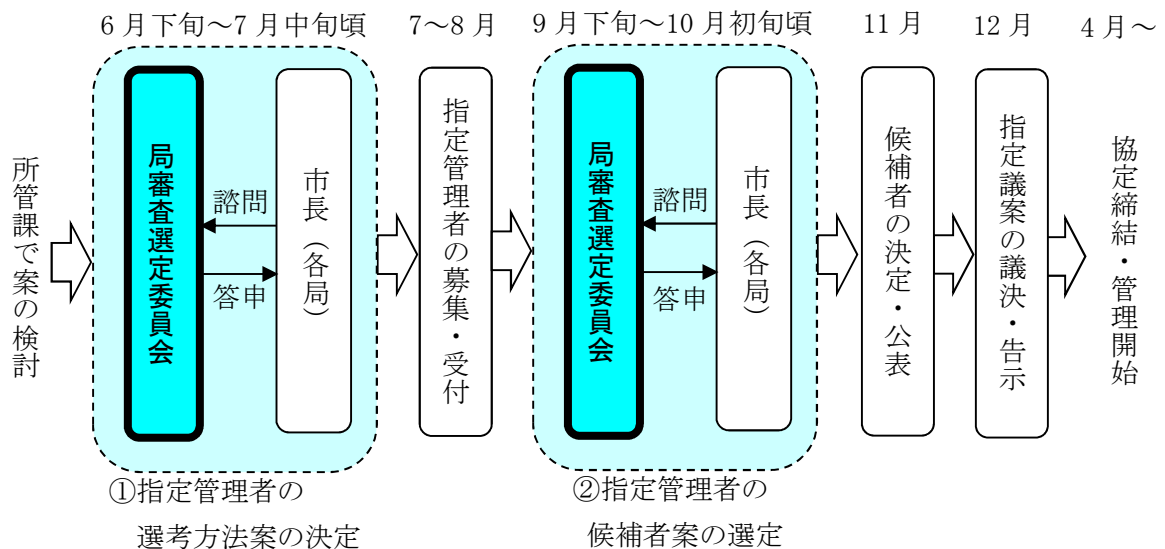 6月下旬～7月中旬頃
7～8月
9月下旬～10月初旬頃
11月
12月
4月～
所管課で案の検討
局審査選定委員会
諮問
答申
市長（各局）
指定管理者の募集・受付
局審査選定委員会
諮問
答申
市長（各局）
候補者の決定・公表
指定議案の議決・告示
協定締結・管理開始
①指定管理者の
選考方法案の決定
②指定管理者の
候補者案の選定